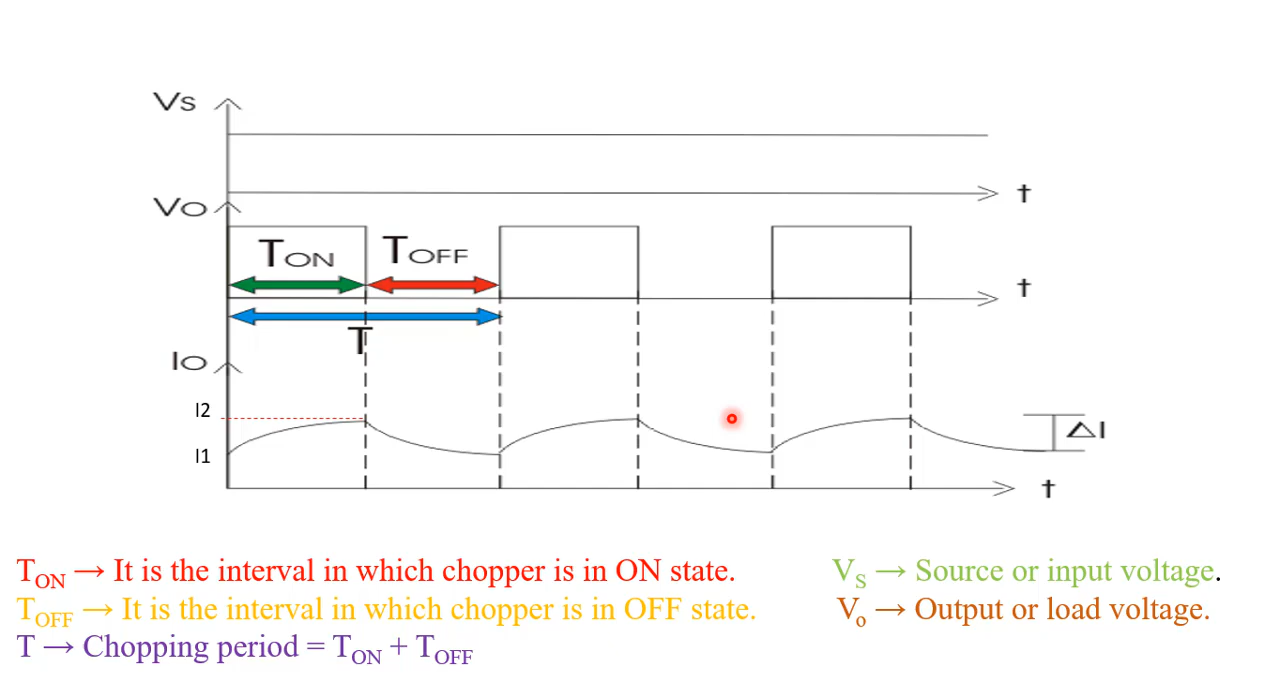 Vs
t
Vo
TON
TOFF
t
T
Io
I2
I1
ΔI
t
TON → It is the interval in which chopper is in ON state.
TOFF → It is the interval in which chopper is in OFF state.
T → Chopping period = TON + TOFF
VS → Source or input voltage.
Vo → Output or load voltage.